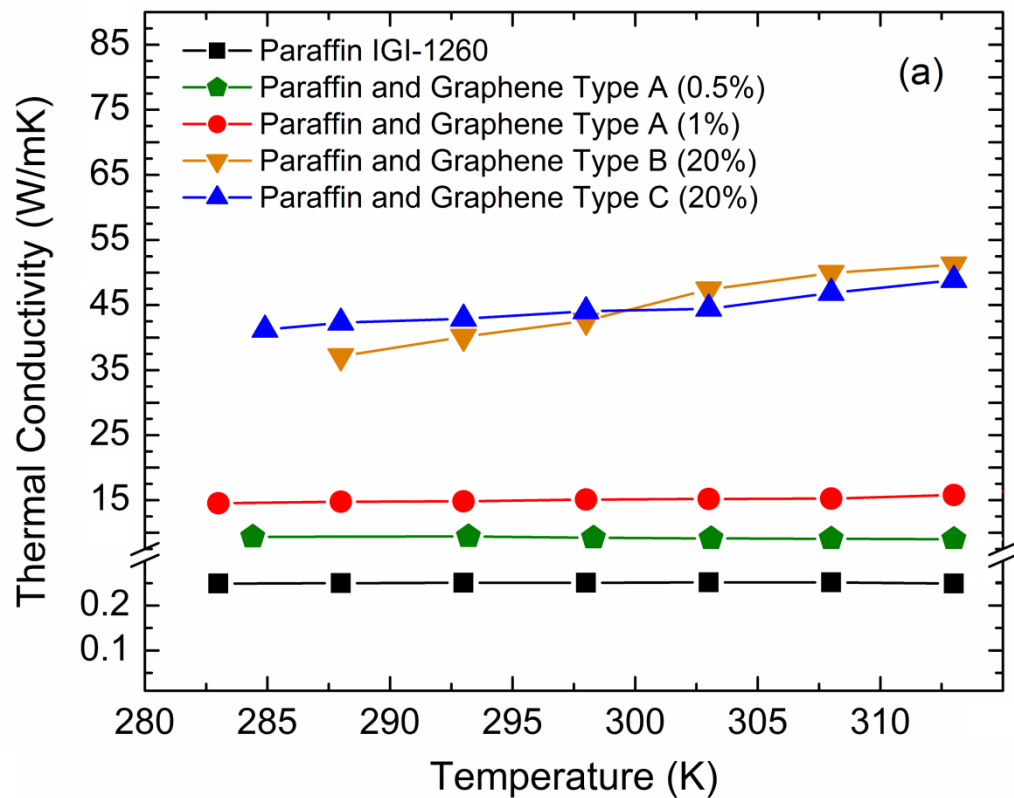 (a)
Paraffin IGI-1260
Paraffin and Graphene Type A (0.5%)
Paraffin and Graphene Type A (1%)
Paraffin and Graphene Type B (20%)
Paraffin and Graphene Type C (20%)
Thermal Conductivity (W/mK)
85
75
65
55
45
35
25
15
0.2
0.1
280 285 290 295 300 305 310
Temperature (K)